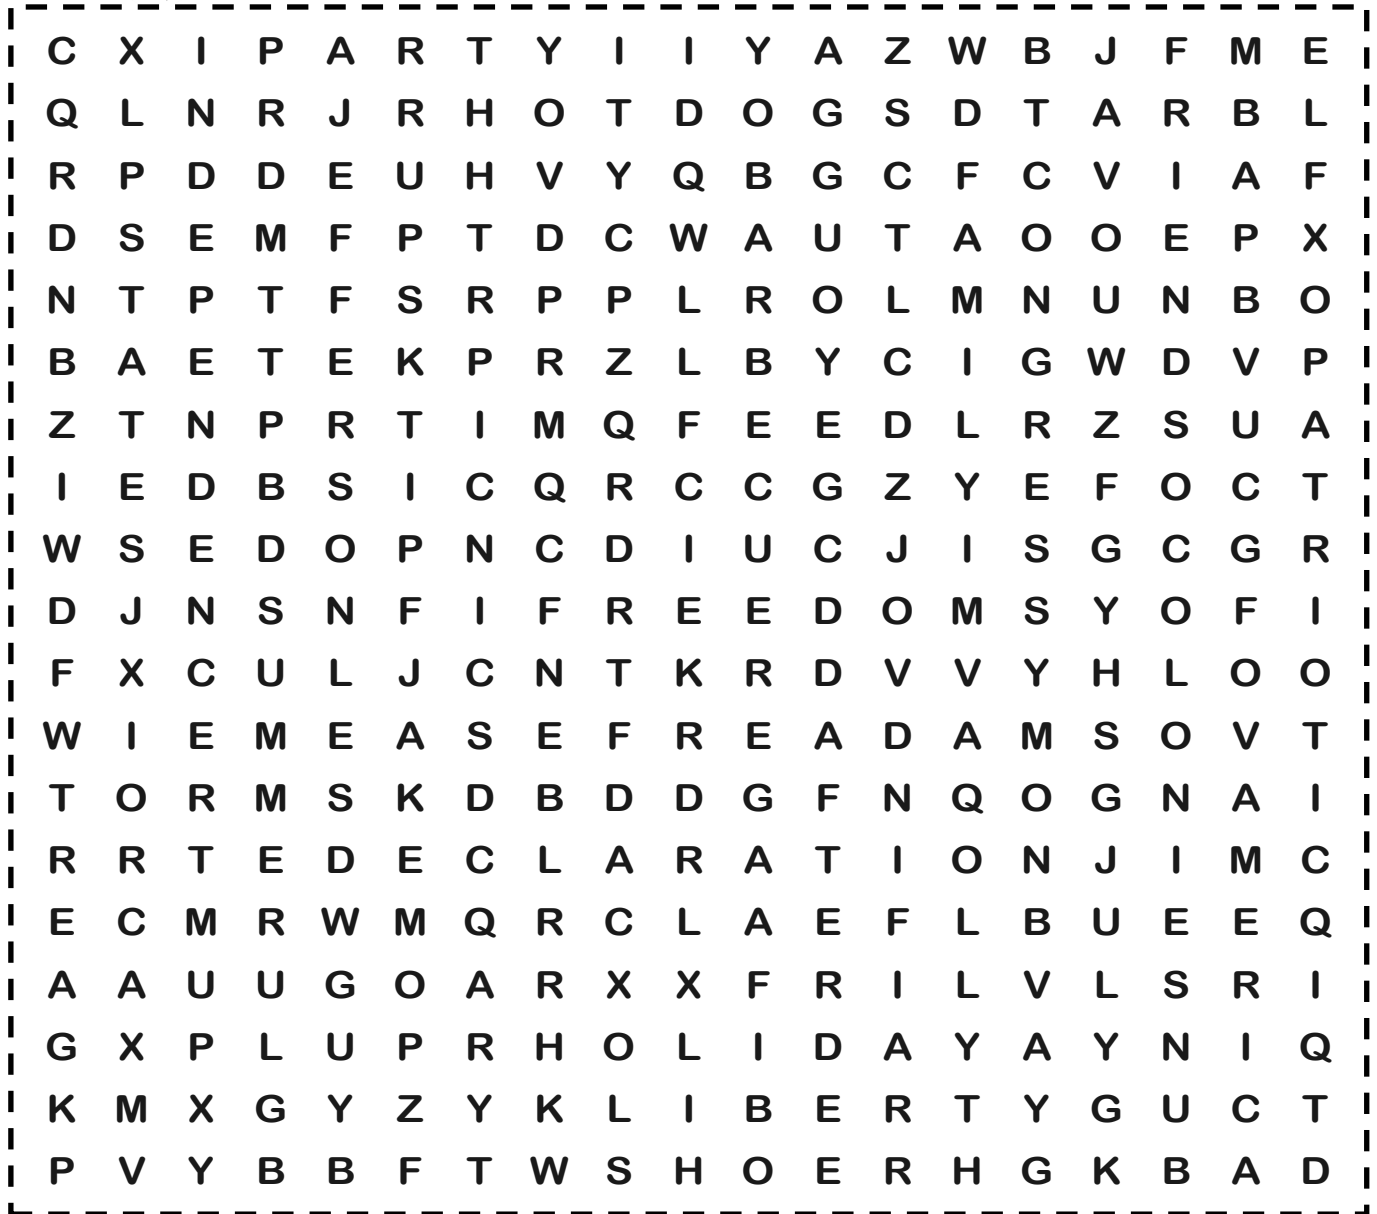 C X I P A R T Y I I Y A Z W B J F M E
Q L N R J R H O T D O G S D T A R B L
R P D D E U H V Y Q B G C F C V I A F
D S E M F P T D C W A U T A O O E P X
N T P T F S R P P L R O L M N U N B O
B A E T E K P R Z L B Y C I G W D V P
Z T N P R T I M Q F E E D L R Z S U A
I E D B S I C Q R C C G Z Y E F O C T
W S E D O P N C D I U C J I S G C G R
D J N S N F I F R E E D O M S Y O F I
F X C U L J C N T K R D V V Y H L O O
W I E M E A S E F R E A D A M S O V T
T O R M S K D B D D G F N Q O G N A I
R R T E D E C L A R A T I O N J I M C
E C M R W M Q R C L A E F L B U E E Q
A A U U G O A R X X F R I L V L S R I
G X P L U P R H O L I D A Y A Y N I Q
K M X G Y Z Y K L I B E R T Y G U C T
P V Y B B F T W S H O E R H G K B A D